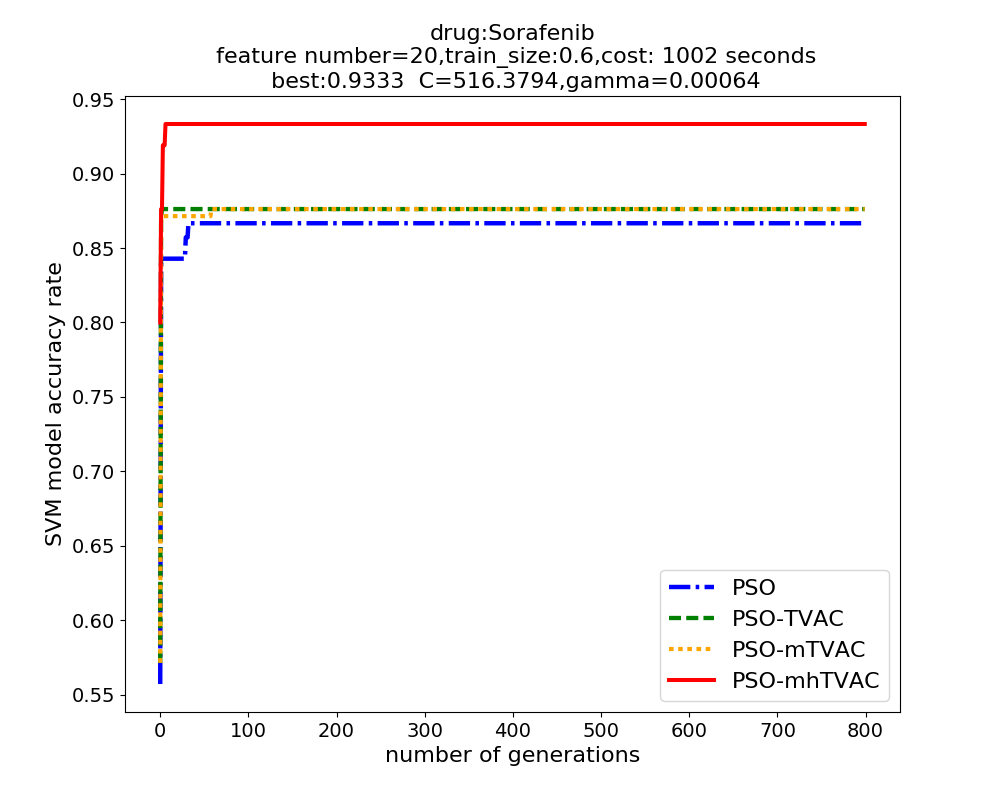 drug:Sorafenib
feature number=20,train_size:0.6,cost: 1002 seconds
best:0.9333  C=516.3794,gamma=0.00064
0.95
0.90
0.85
0.80
0.75
0.70
0.65
0.60
0.55
SVM model accuracy rate
PSO
PSO-TVAC
PSO-mTVAC
PSO-mhTVAC
0 100 200 300 400 500 600 700 800
number of generations